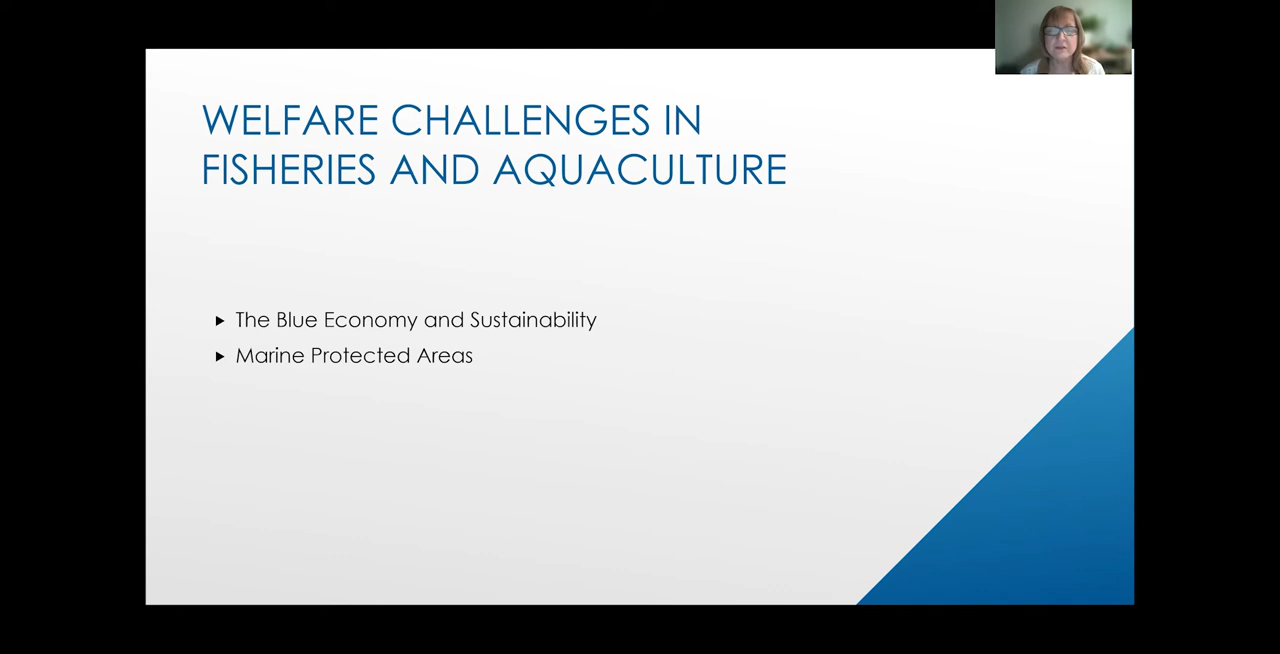 WELFARE CHALLENGES IN
FISHERIES AND AQUACULTURE
The Blue Economy and Sustainability
Marine Protected Areas